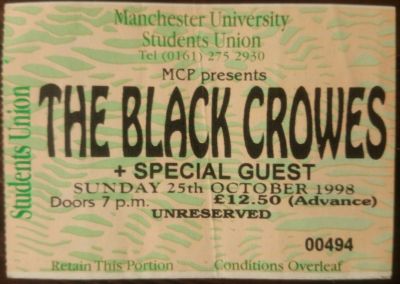 Manchester University
Students Union
Tel (0161) 275 2930
MCP presents
THE BLACK CROWES
+ SPECIAL GUEST
SUNDAY 25th OCTOBER 1998
Doors 7 p.m. £12.50 (Advance)
UNRESERVED
00494
Retain This Portion Conditions Overleaf
Students Union